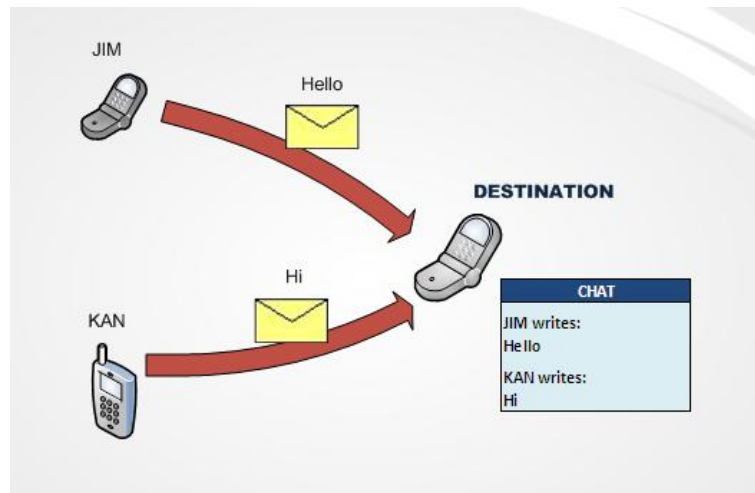 JIM
Hello
DESTINATION
Hi
KAN
CHAT
JIM writes:
Hello
KAN writes:
Hi